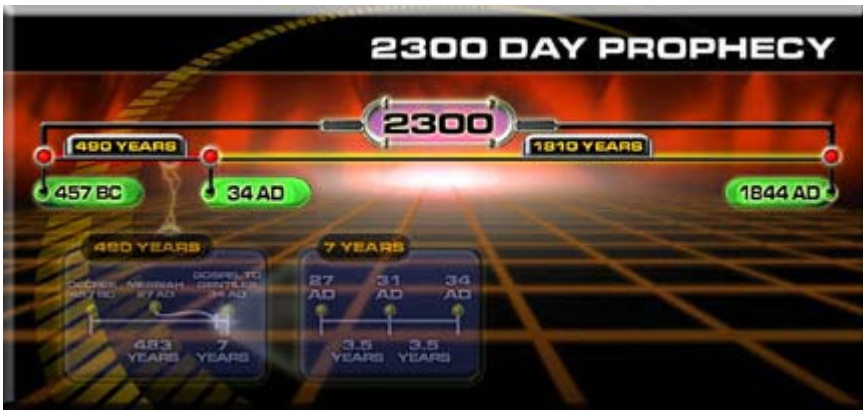 2300 DAY PROPHECY
2300
490 YEARS
1810 YEARS
457 BC
34 AD
1844 AD
490 YEARS
7 YEARS
DECREE
457 BC
MESSIAH
27 AD
GOSPEL TO
GENTILES
34 AD
27
AD
31
AD
34
AD
483
YEARS
7
YEARS
3.5
YEARS
3.5
YEARS